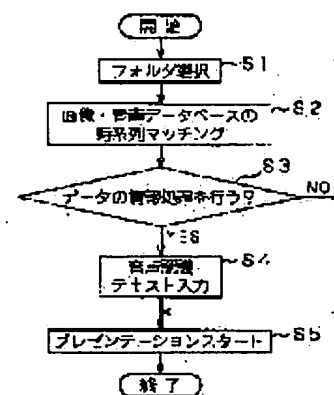 開始
フォルダ選択 S1
画像・音声データベースの S2
時系列マッチング
S3
データの情報処理を行う? NO
YES
音声認識 S4
テキスト入力
プレゼンテーションスタート S5
終了